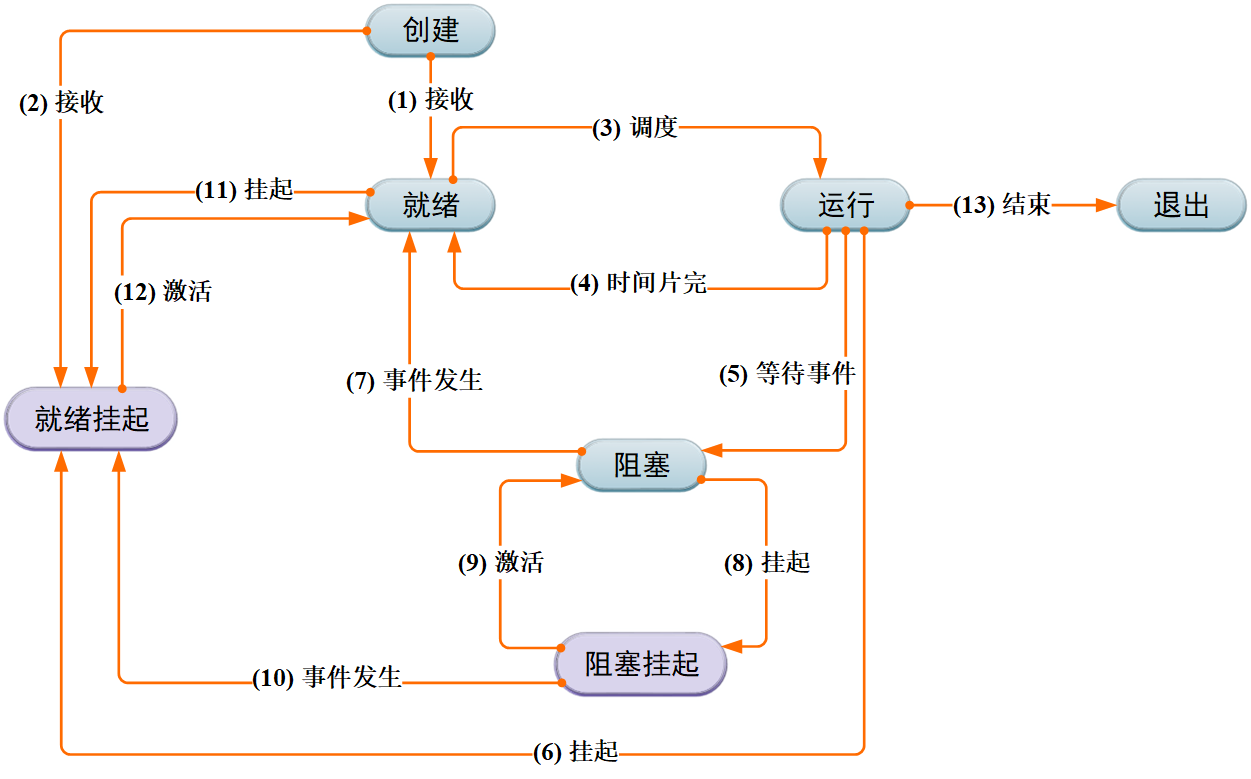 创建
(2) 接收
(1) 接收
(3) 调度
(11) 挂起
就绪
运行
(13) 结束
退出
(12) 激活
(4) 时间片完
(7) 事件发生
(5) 等待事件
就绪挂起
阻塞
(9) 激活
(8) 挂起
阻塞挂起
(10) 事件发生
(6) 挂起